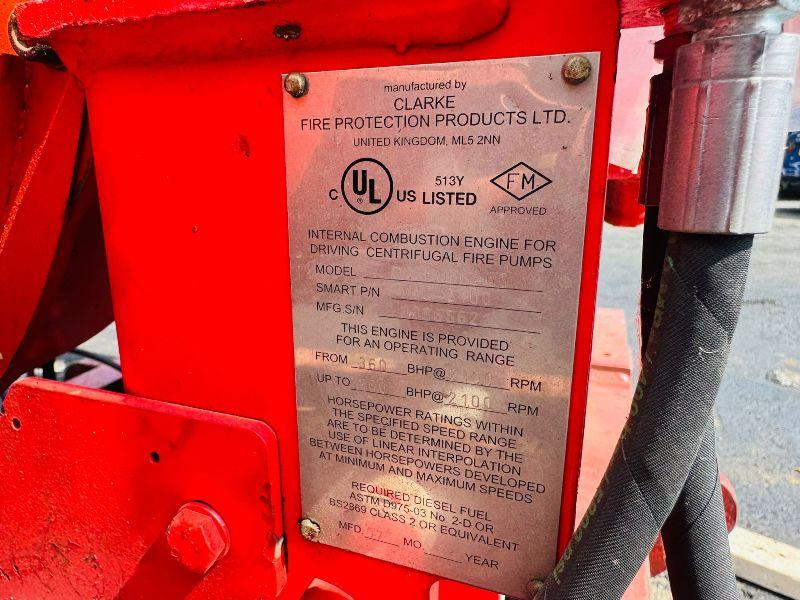 manufactured by
CLARKE
FIRE PROTECTION PRODUCTS LTD.
UNITED KINGDOM, ML5 2NN
C UL ® US LISTED 513Y
FM
APPROVED
INTERNAL COMBUSTION ENGINE FOR
DRIVING CENTRIFUGAL FIRE PUMPS
MODEL
SMART P/N
MFG.S/N
THIS ENGINE IS PROVIDED
FOR AN OPERATING RANGE
FROM 360 BHP@ RPM
UP TO BHP@ 2100 RPM
HORSEPOWER RATINGS WITHIN
THE SPECIFIED SPEED RANGE
ARE TO BE DETERMINED BY THE
USE OF LINEAR INTERPOLATION
BETWEEN HORSEPOWERS DEVELOPED
AT MINIMUM AND MAXIMUM SPEEDS
REQUIRED DIESEL FUEL
ASTM D975-03 No. 2-D OR
BS2869 CLASS 2 OR EQUIVALENT
MFD. MO. YEAR